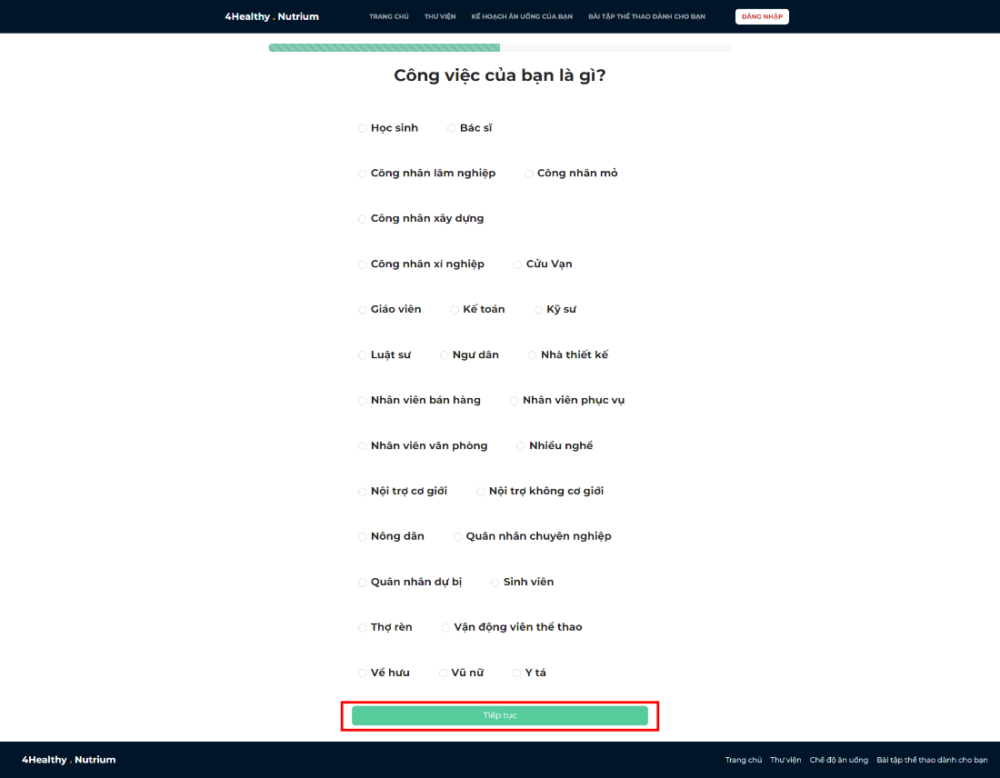 4Healthy . Nutrium TRANG CHỦ THƯ VIỆN KẾ HOẠCH ĂN UỐNG CỦA BẠN BÀI TẬP THỂ THAO DÀNH CHO BẠN ĐĂNG NHẬP
Công việc của bạn là gì?
Học sinh Bác sĩ
Công nhân lâm nghiệp Công nhân mỏ
Công nhân xây dựng
Công nhân xí nghiệp Cửu Vạn
Giáo viên Kế toán Kỹ sư
Luật sư Ngư dân Nhà thiết kế
Nhân viên bán hàng Nhân viên phục vụ
Nhân viên văn phòng Nhiều nghề
Nội trợ cơ giới Nội trợ không cơ giới
Nông dân Quân nhân chuyên nghiệp
Quân nhân dự bị Sinh viên
Thợ rèn Vận động viên thể thao
Về hưu Vũ nữ Y tá
Tiếp tục
4Healthy . Nutrium Trang chủ Thư viện Chế độ ăn uống Bài tập thể thao dành cho bạn